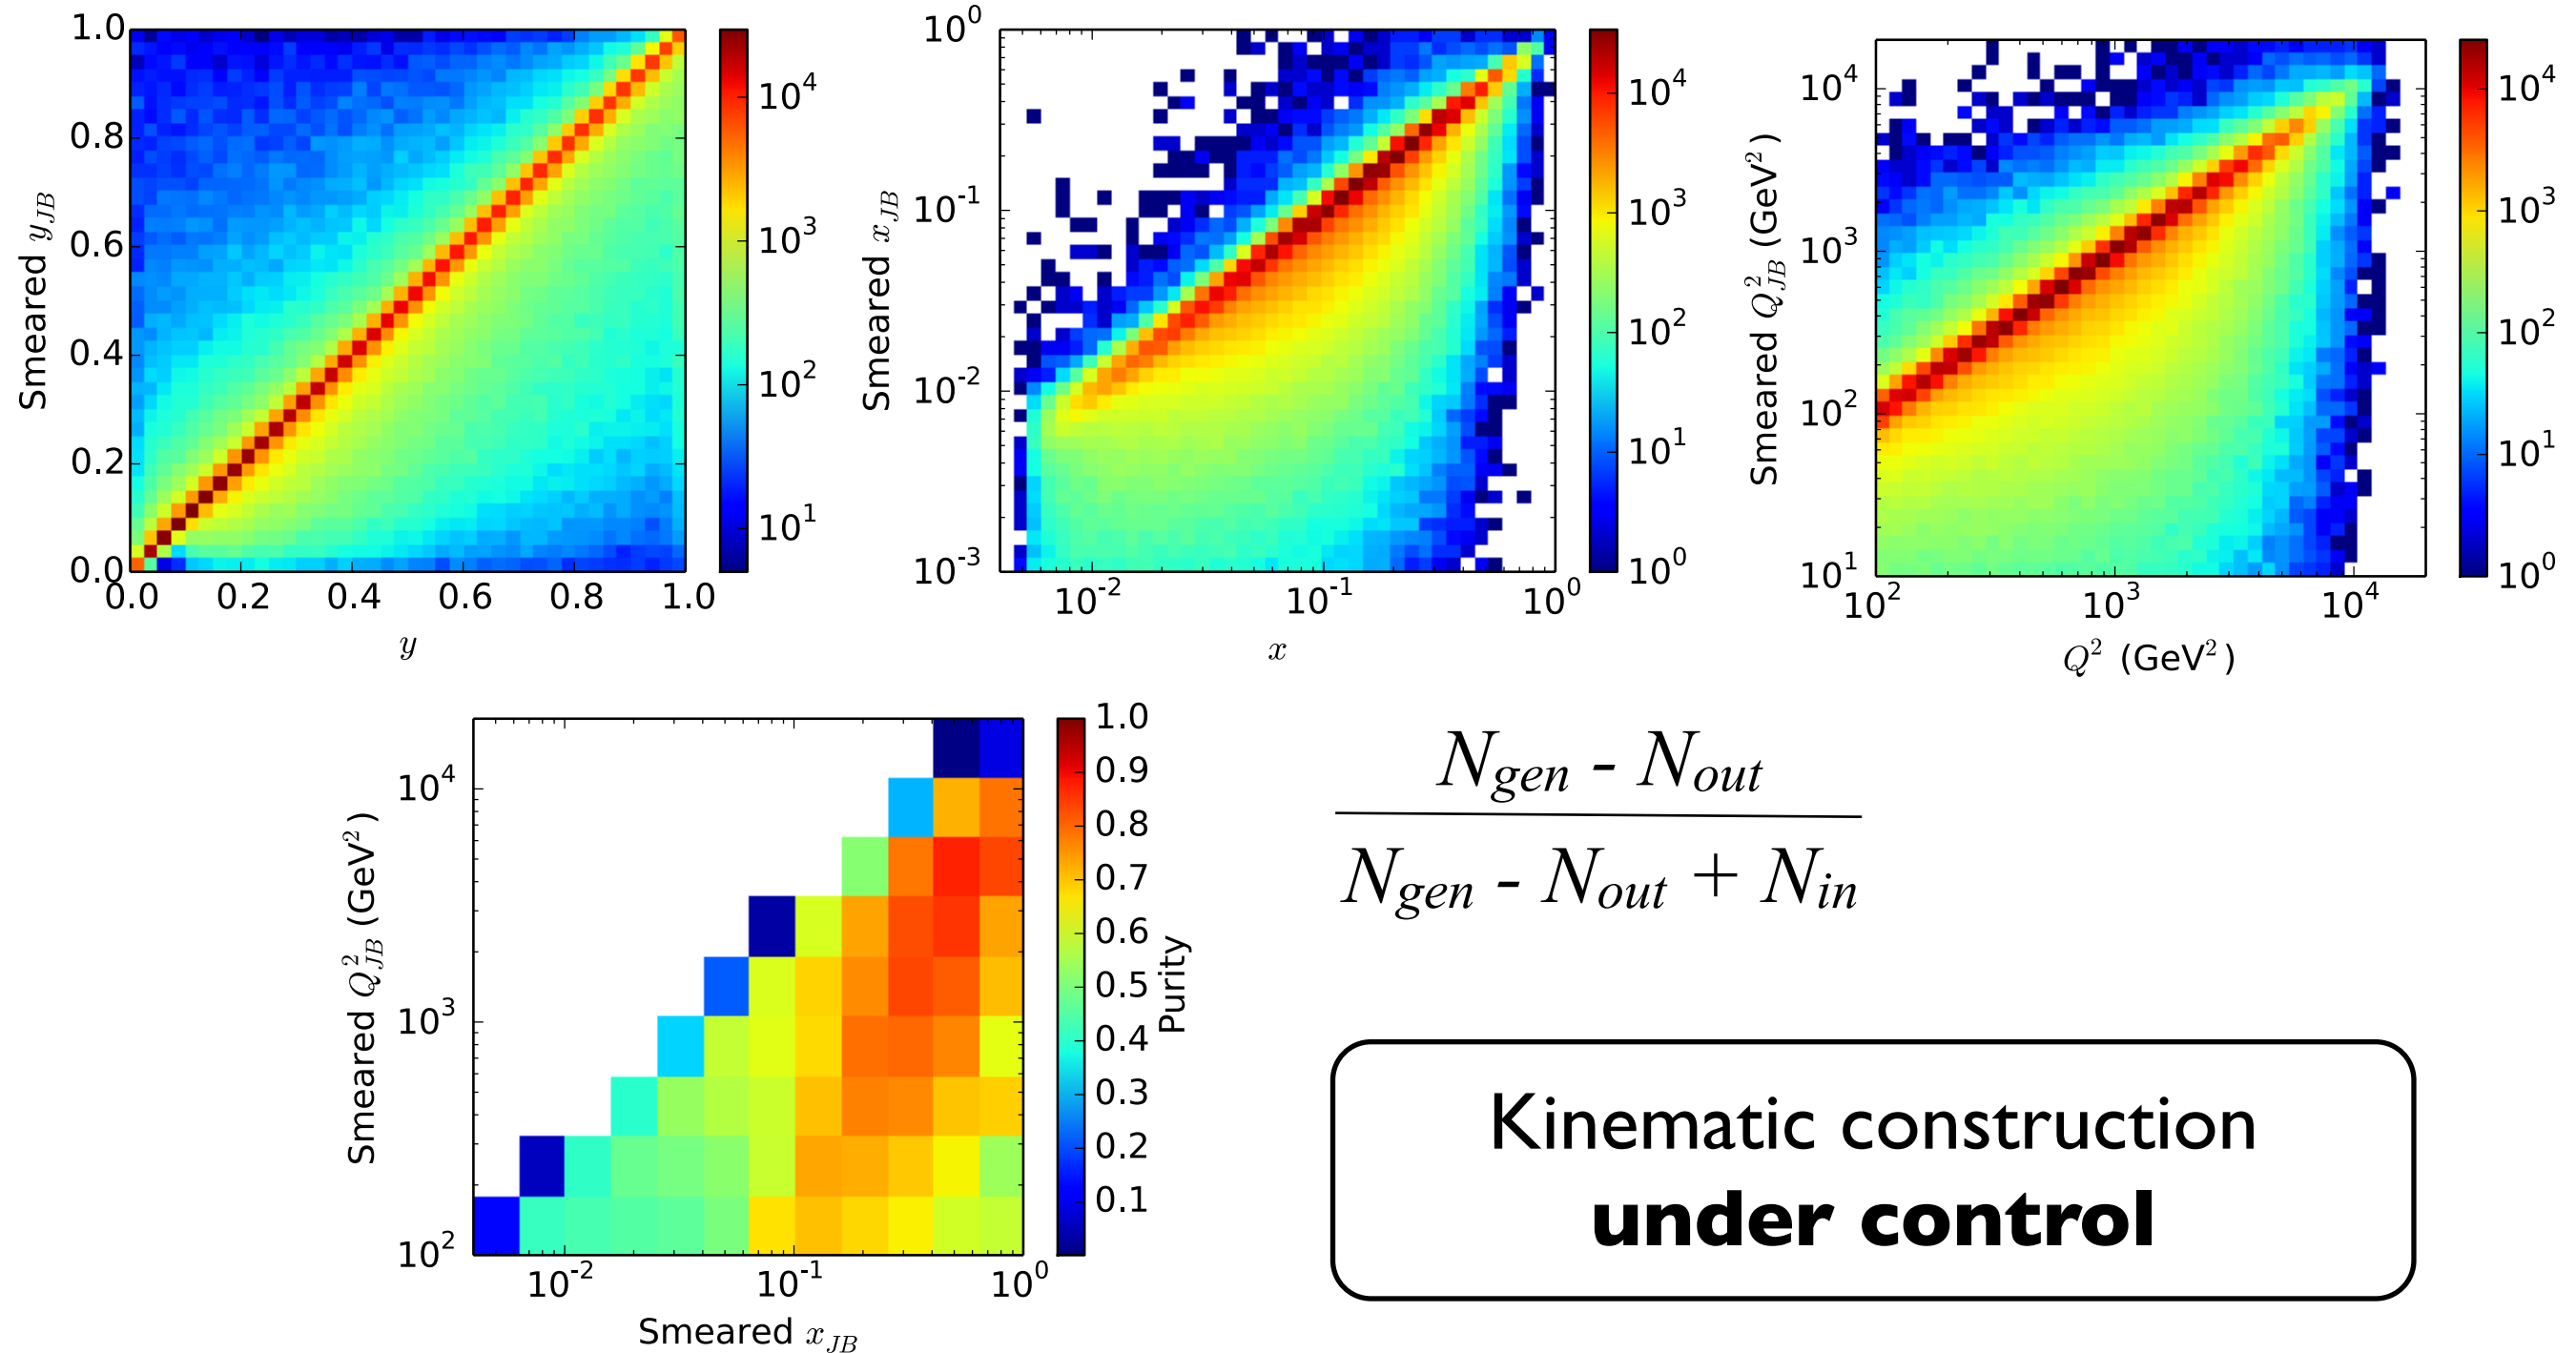 1.0
0.8
0.6
0.4
0.2
0.0
0.0 0.2 0.4 0.6 0.8 1.0
Smeared y_JB
y
10^4
10^3
10^2
10^1
10^0
10^-1
10^-2
10^-3
10^-2 10^-1 10^0
Smeared x_JB
x
10^4
10^3
10^2
10^1
10^0
10^4
10^3
10^2
10^1
10^2 10^3 10^4
Smeared Q^2_JB (GeV^2)
Q^2 (GeV^2)
10^4
10^3
10^2
10^1
10^0
10^4
10^3
10^2
10^-2 10^-1 10^0
Smeared Q^2_JB (GeV^2)
Smeared x_JB
1.0
0.9
0.8
0.7
0.6
0.5
0.4
0.3
0.2
0.1
Purity
N_gen - N_out
N_gen - N_out + N_in
Kinematic construction
under control